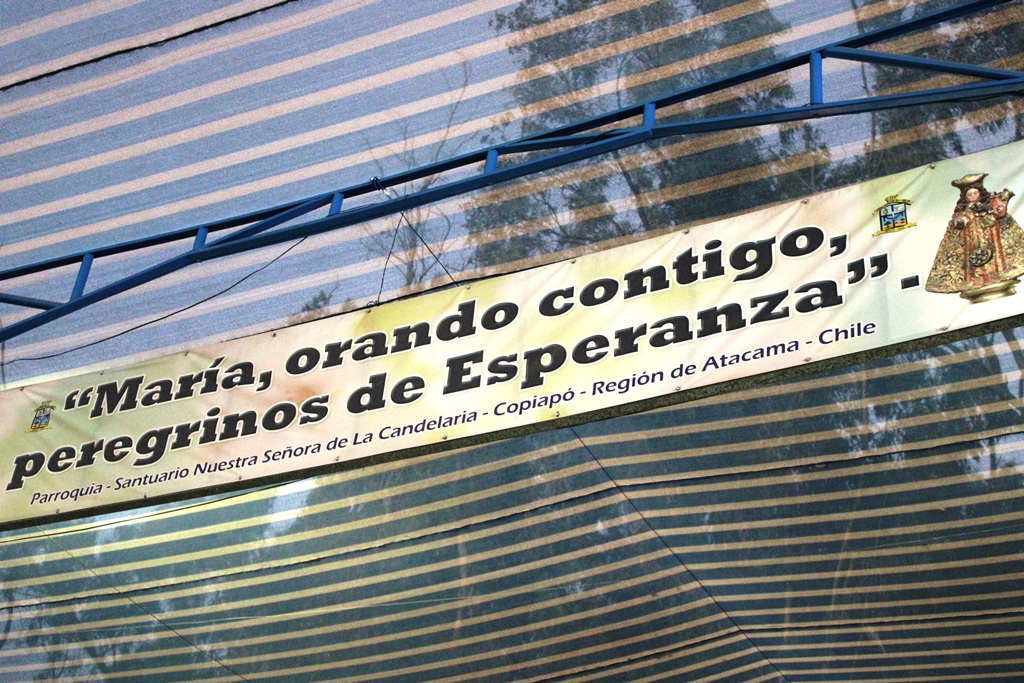 “María, orando contigo,
peregrinos de Esperanza”.
Parroquia - Santuario Nuestra Señora de La Candelaria - Copiapó - Región de Atacama - Chile